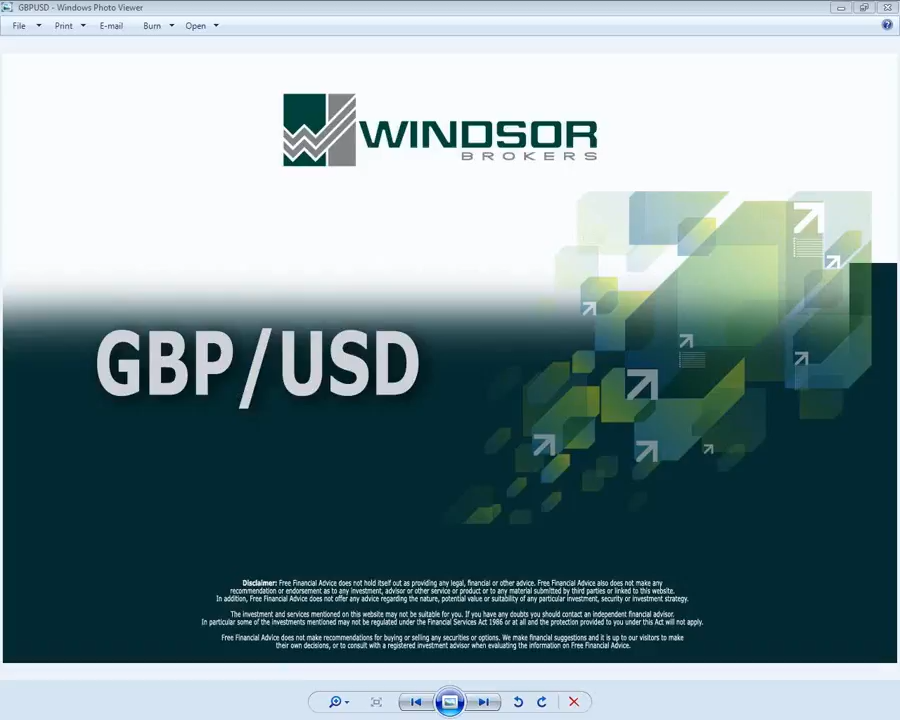 GBPUSD - Windows Photo Viewer
File Print E-mail Burn Open
WINDSOR
BROKERS
GBP/USD
Disclaimer: Free Financial Advice does not hold itself out as providing any legal, financial or other advice. Free Financial Advice also does not make any
recommendation or endorsement as to any investment, advisor or other service or product or to any material submitted by third parties or linked to this website.
In addition, Free Financial Advice does not offer any advice regarding the nature, potential value or suitability of any particular investment, security or investment strategy.
The investment and services mentioned on this website may not be suitable for you. If you have any doubts you should contact an independent financial advisor.
In particular some of the investments mentioned may not be regulated under the Financial Services Act 1986 or at all and the protection provided to you under this Act will not apply.
Free Financial Advice does not make recommendations for buying or selling any securities or options. We make financial suggestions and it is up to our visitors to make
their own decisions, or to consult with a registered investment advisor when evaluating the information on Free Financial Advice.